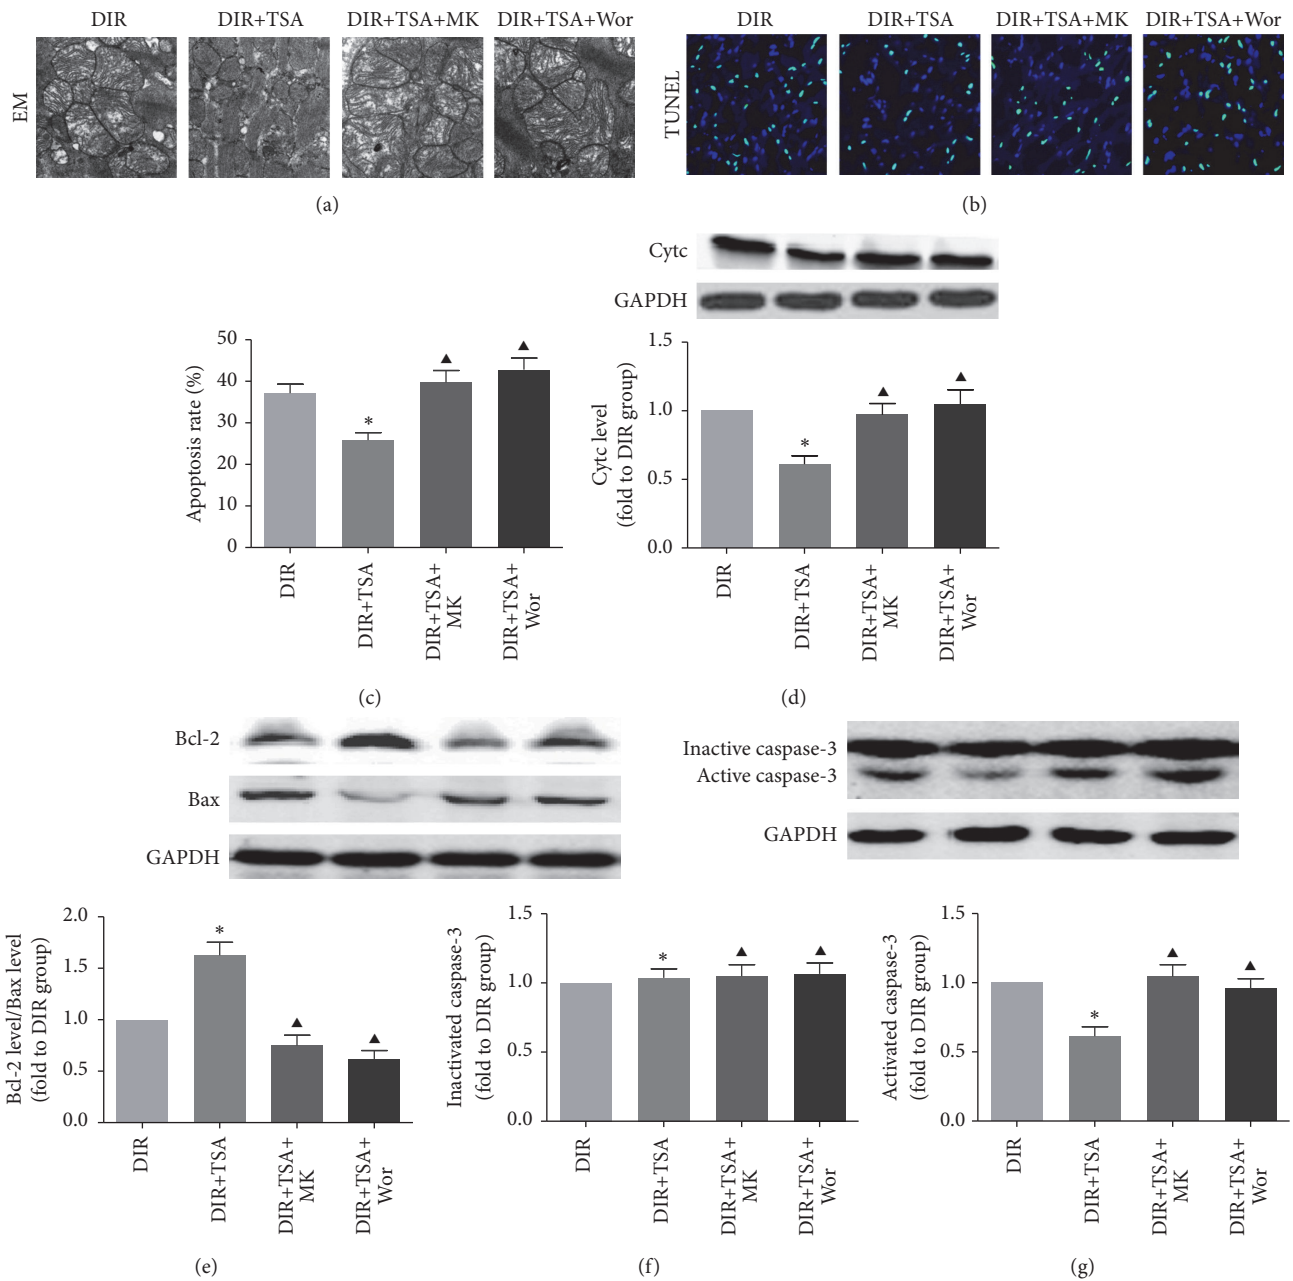 DIR DIR+TSA DIR+TSA+MK DIR+TSA+Wor
EM
(a)
DIR DIR+TSA DIR+TSA+MK DIR+TSA+Wor
TUNEL
(b)
50
40
30
20
10
0
Apoptosis rate (%)
▲ ▲
*
DIR
DIR+TSA
DIR+TSA+
MK
DIR+TSA+
Wor
(c)
Cytc
GAPDH
1.5
1.0
0.5
0.0
Cytc level
(fold to DIR group)
▲ ▲
*
DIR
DIR+TSA
DIR+TSA+
MK
DIR+TSA+
Wor
(d)
Bcl-2
Bax
GAPDH
2.0
1.5
1.0
0.5
0.0
Bcl-2 level/Bax level
(fold to DIR group)
*
▲ ▲
DIR
DIR+TSA
DIR+TSA+
MK
DIR+TSA+
Wor
(e)
Inactive caspase-3
Active caspase-3
GAPDH
1.5
1.0
0.5
0.0
Inactivated caspase-3
(fold to DIR group)
* ▲ ▲
DIR
DIR+TSA
DIR+TSA+
MK
DIR+TSA+
Wor
(f)
1.5
1.0
0.5
0.0
Activated caspase-3
(fold to DIR group)
▲ ▲
*
DIR
DIR+TSA
DIR+TSA+
MK
DIR+TSA+
Wor
(g)